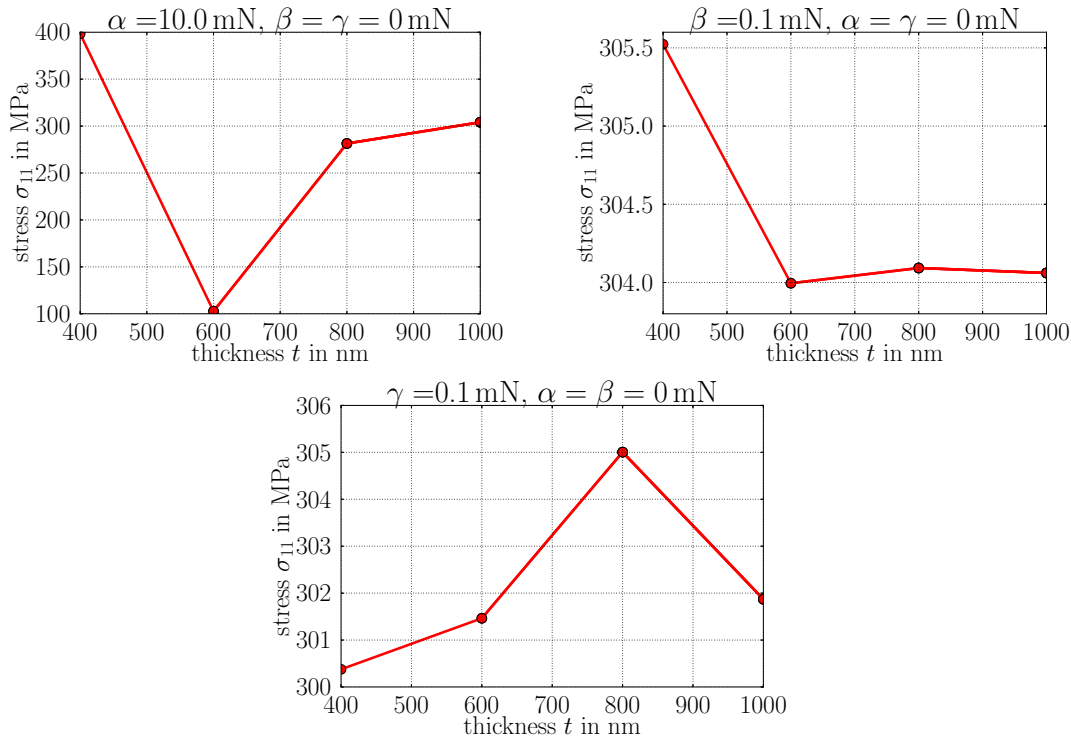 α =10.0 mN, β = γ = 0 mN
400
350
300
250
200
150
100
400 500 600 700 800 900 1000
stress σ₁₁ in MPa
thickness t in nm
β =0.1 mN, α = γ = 0 mN
305.5
305.0
304.5
304.0
400 500 600 700 800 900 1000
stress σ₁₁ in MPa
thickness t in nm
γ =0.1 mN, α = β = 0 mN
306
305
304
303
302
301
300
400 500 600 700 800 900 1000
stress σ₁₁ in MPa
thickness t in nm